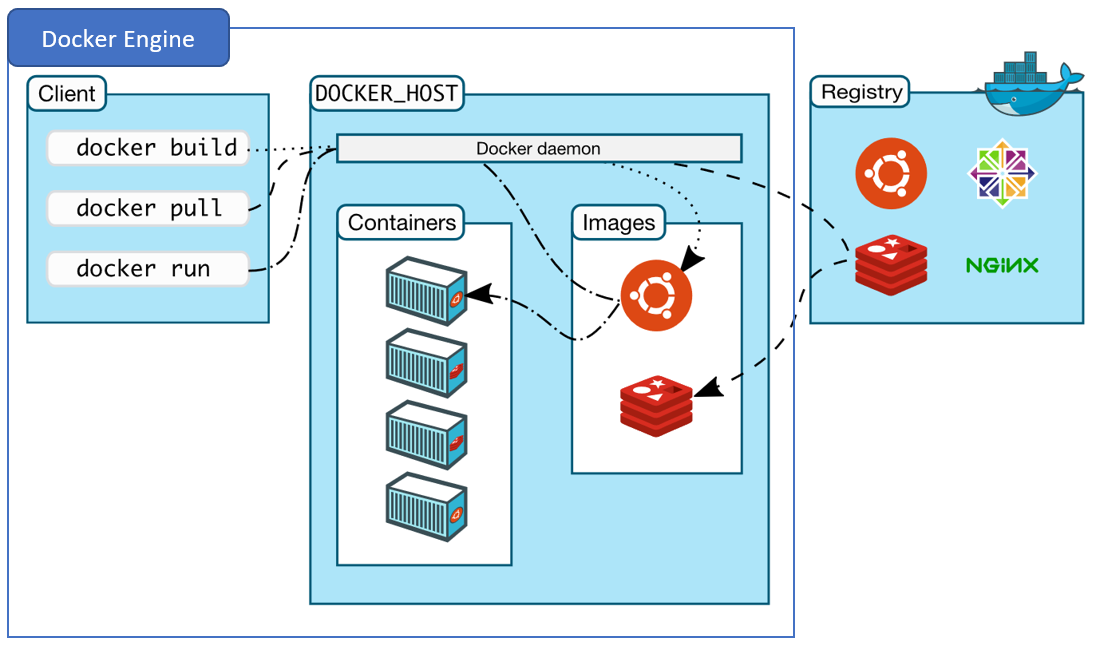 Docker Engine
Client
docker build
docker pull
docker run
DOCKER_HOST
Docker daemon
Containers
Images
Registry
NGINX